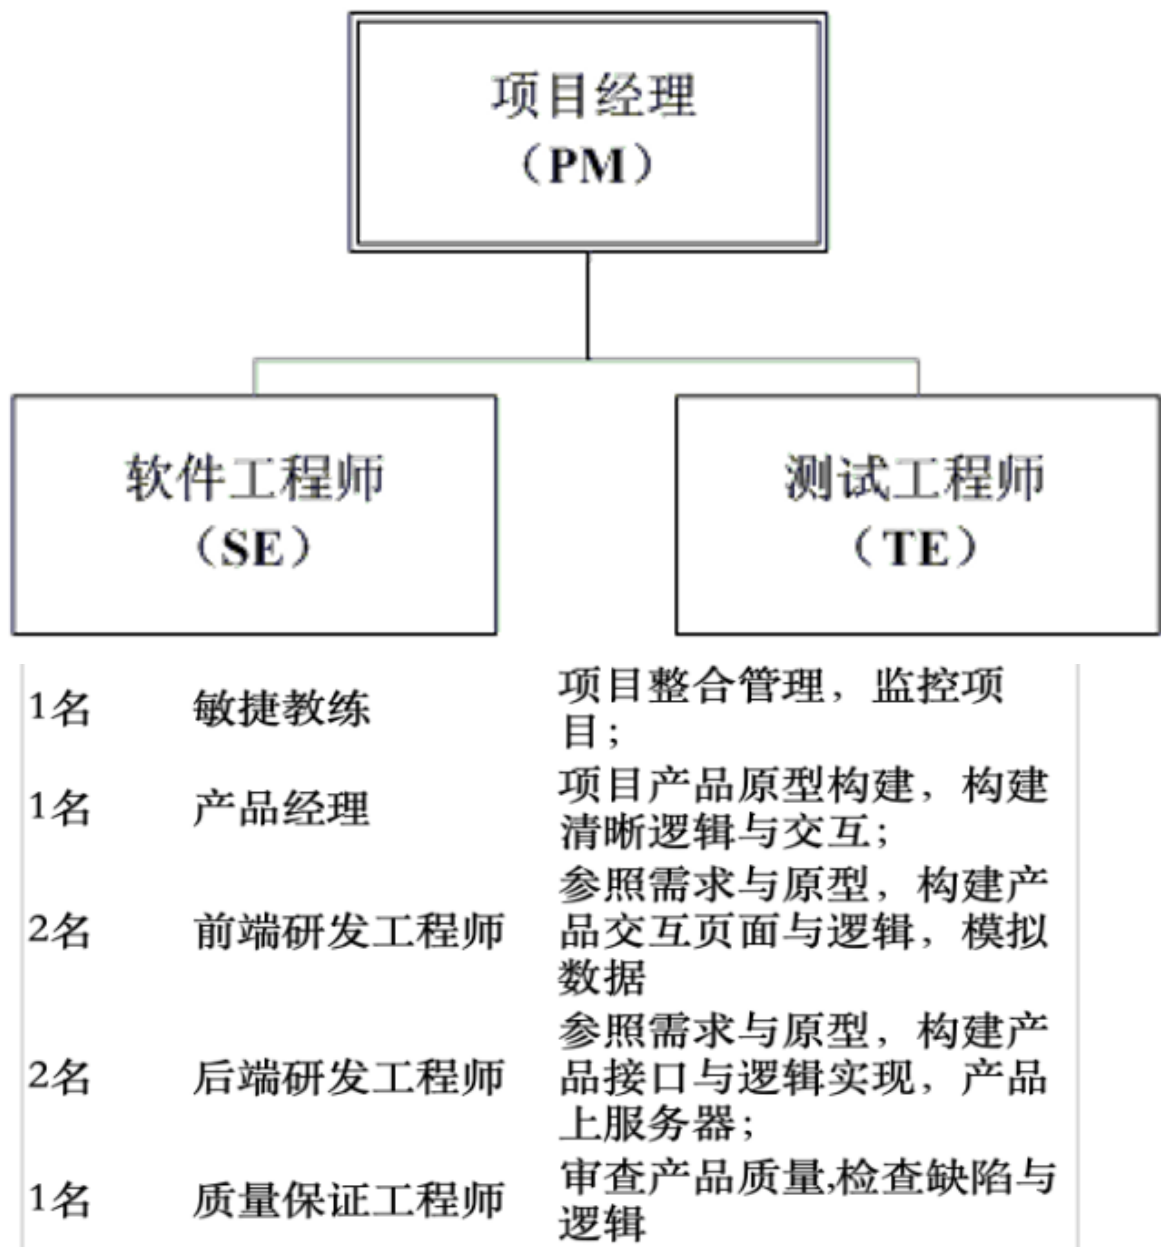 项目经理
（PM）
软件工程师
（SE）
测试工程师
（TE）
1名 敏捷教练 项目整合管理，监控项
目；
1名 产品经理 项目产品原型构建，构建
清晰逻辑与交互；
参照需求与原型，构建产
2名 前端研发工程师 品交互页面与逻辑，模拟
数据
参照需求与原型，构建产
2名 后端研发工程师 品接口与逻辑实现，产品
上服务器；
1名 质量保证工程师 审查产品质量,检查缺陷与
逻辑